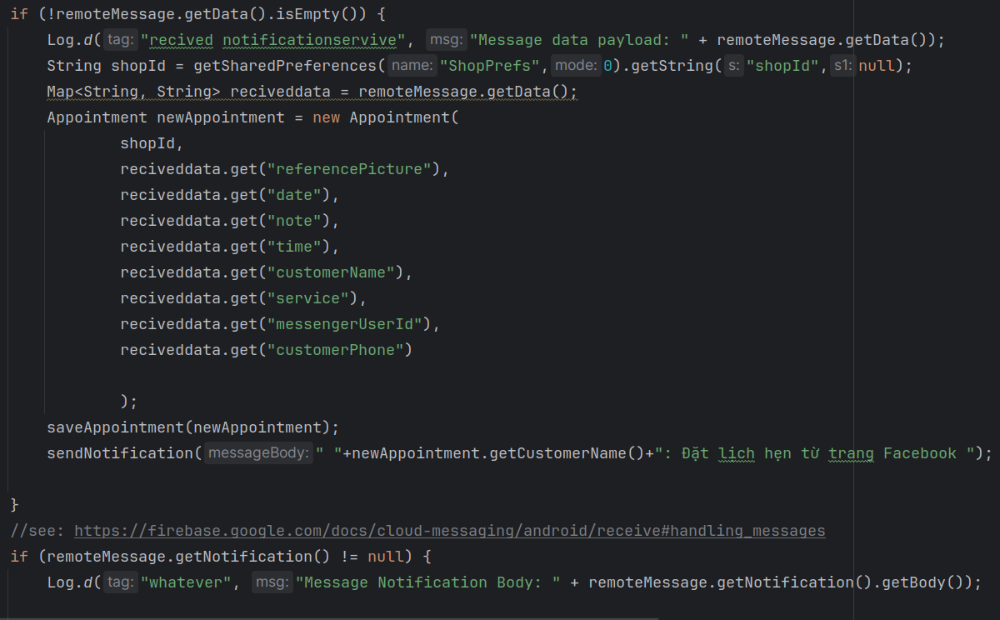 if (!remoteMessage.getData().isEmpty()) {
Log.d( tag: "recived notificationservive", msg: "Message data payload: " + remoteMessage.getData());
String shopId = getSharedPreferences( name: "ShopPrefs", mode: 0).getString( s: "shopId", s1: null);
Map<String, String> reciveddata = remoteMessage.getData();
Appointment newAppointment = new Appointment(
shopId,
reciveddata.get("referencePicture"),
reciveddata.get("date"),
reciveddata.get("note"),
reciveddata.get("time"),
reciveddata.get("customerName"),
reciveddata.get("service"),
reciveddata.get("messengerUserId"),
reciveddata.get("customerPhone")
);
saveAppointment(newAppointment);
sendNotification( messageBody: " "+newAppointment.getCustomerName()+": Đặt lich hẹn từ trang Facebook ");
}
//see: https://firebase.google.com/docs/cloud-messaging/android/receive#handling_messages
if (remoteMessage.getNotification() != null) {
Log.d( tag: "whatever", msg: "Message Notification Body: " + remoteMessage.getNotification().getBody());